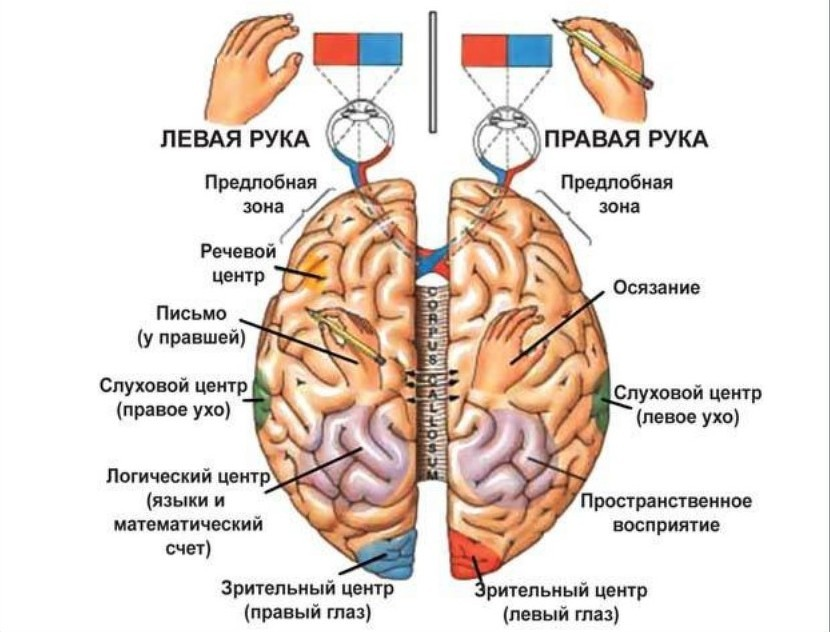 ЛЕВАЯ РУКА
ПРАВАЯ РУКА
Предлобная
зона
Предлобная
зона
Речевой
центр
Осязание
Письмо
(у правшей)
CORPUS CALLOSUM
Слуховой центр
(правое ухо)
Слуховой центр
(левое ухо)
Логический центр
(языки и
математический
счет)
Пространственное
восприятие
Зрительный центр
(правый глаз)
Зрительный центр
(левый глаз)